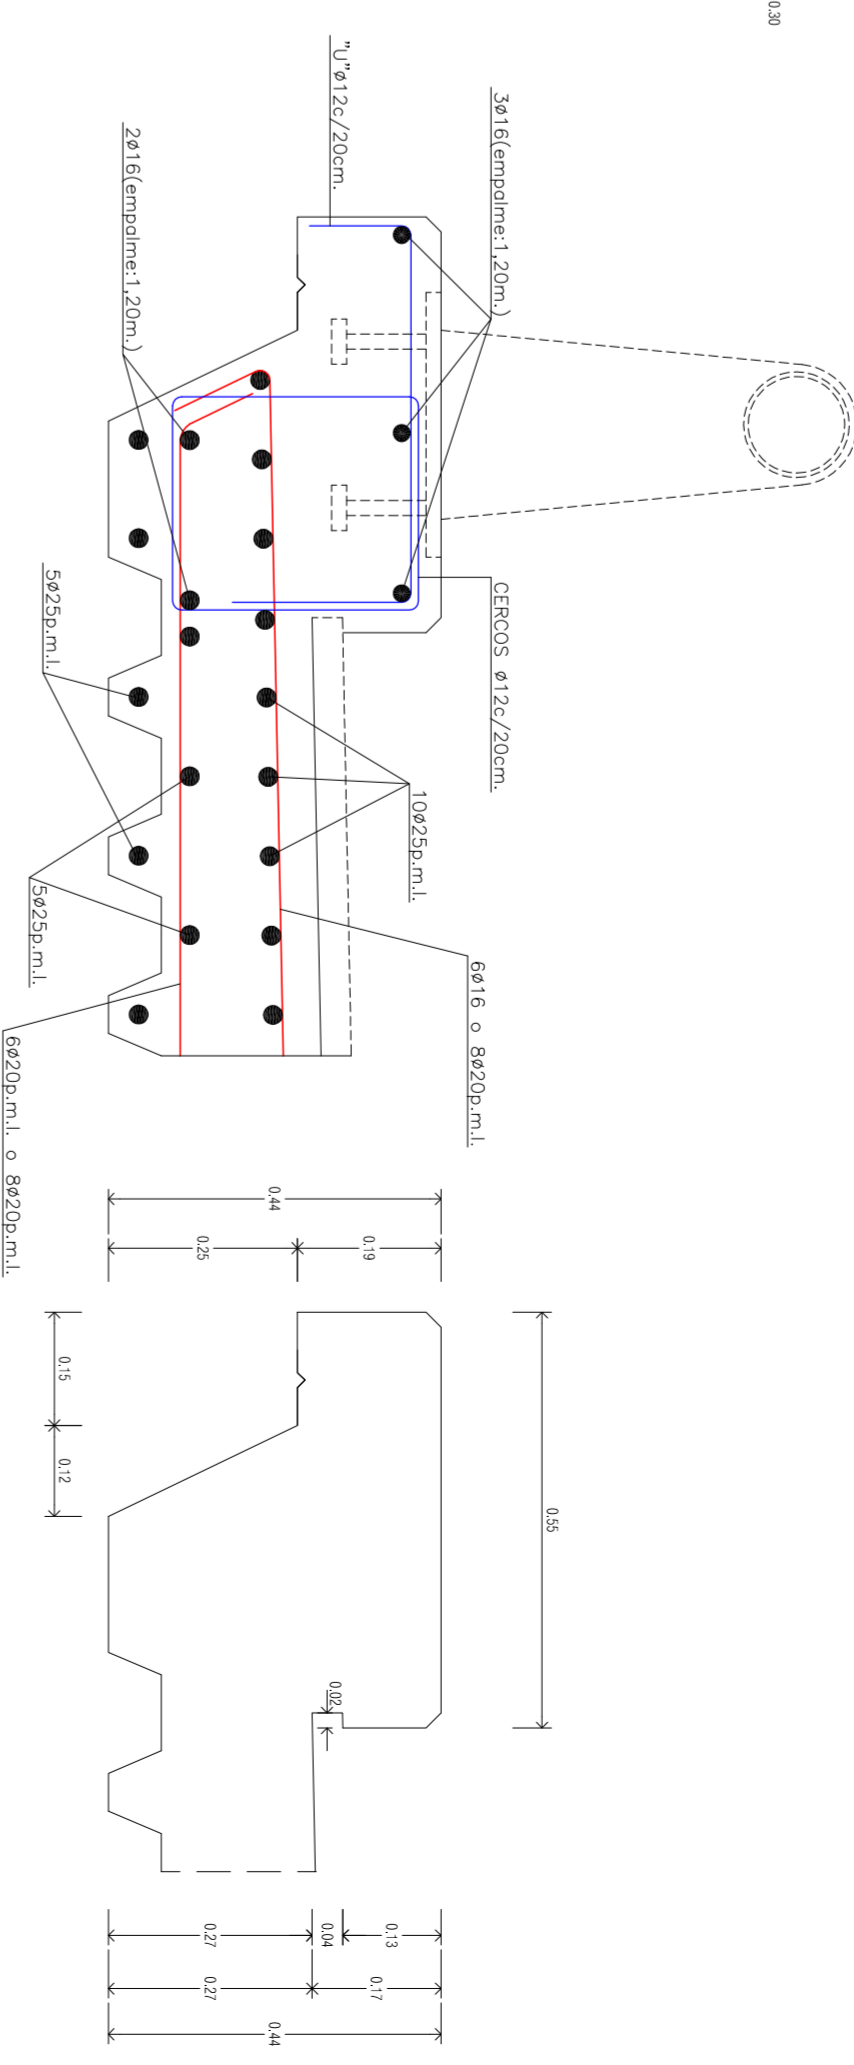 0.30
"U"ø12c/20cm.
3ø16(empalme:1,20m.)
2ø16(empalme:1,20m.)
CERCOS ø12c/20cm.
5ø25p.m.l.
10ø25p.m.l.
5ø25p.m.l.
6ø16 o 8ø20p.m.l.
6ø20p.m.l. o 8ø20p.m.l.
0.44
0.25
0.19
0.15
0.12
0.55
0.02
0.27
0.04
0.13
0.27
0.17
0.44